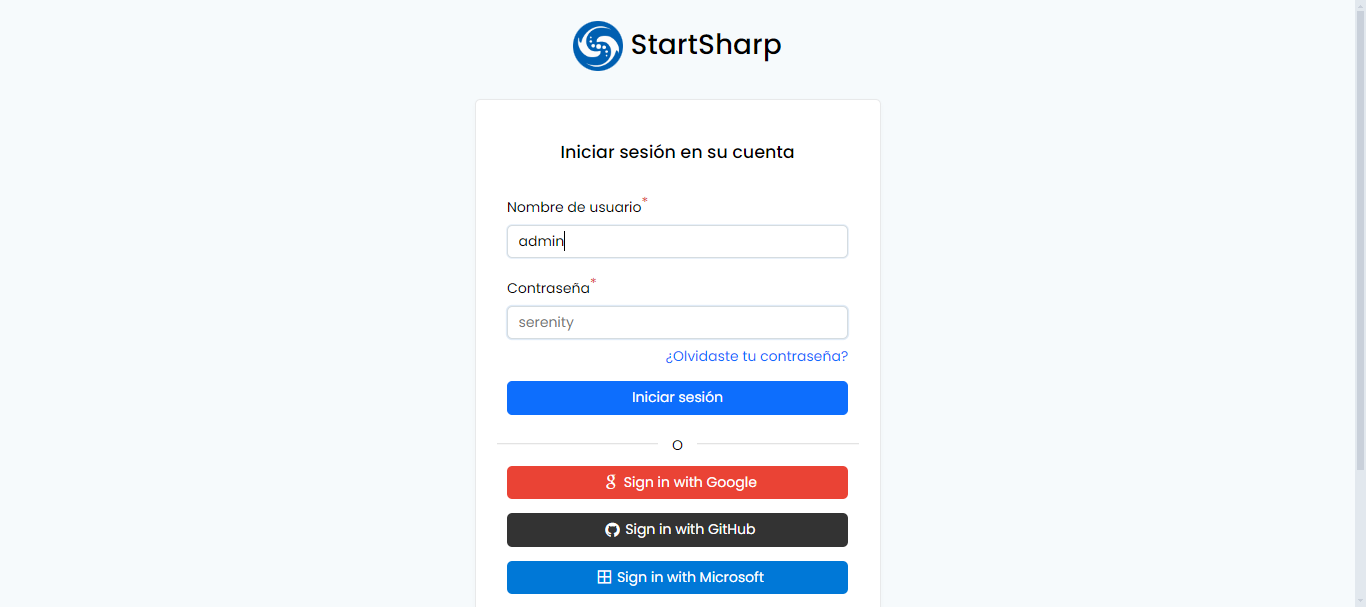 StartSharp
Iniciar sesión en su cuenta
Nombre de usuario*
admin
Contraseña*
serenity
¿Olvidaste tu contraseña?
Iniciar sesión
O
Sign in with Google
Sign in with GitHub
Sign in with Microsoft